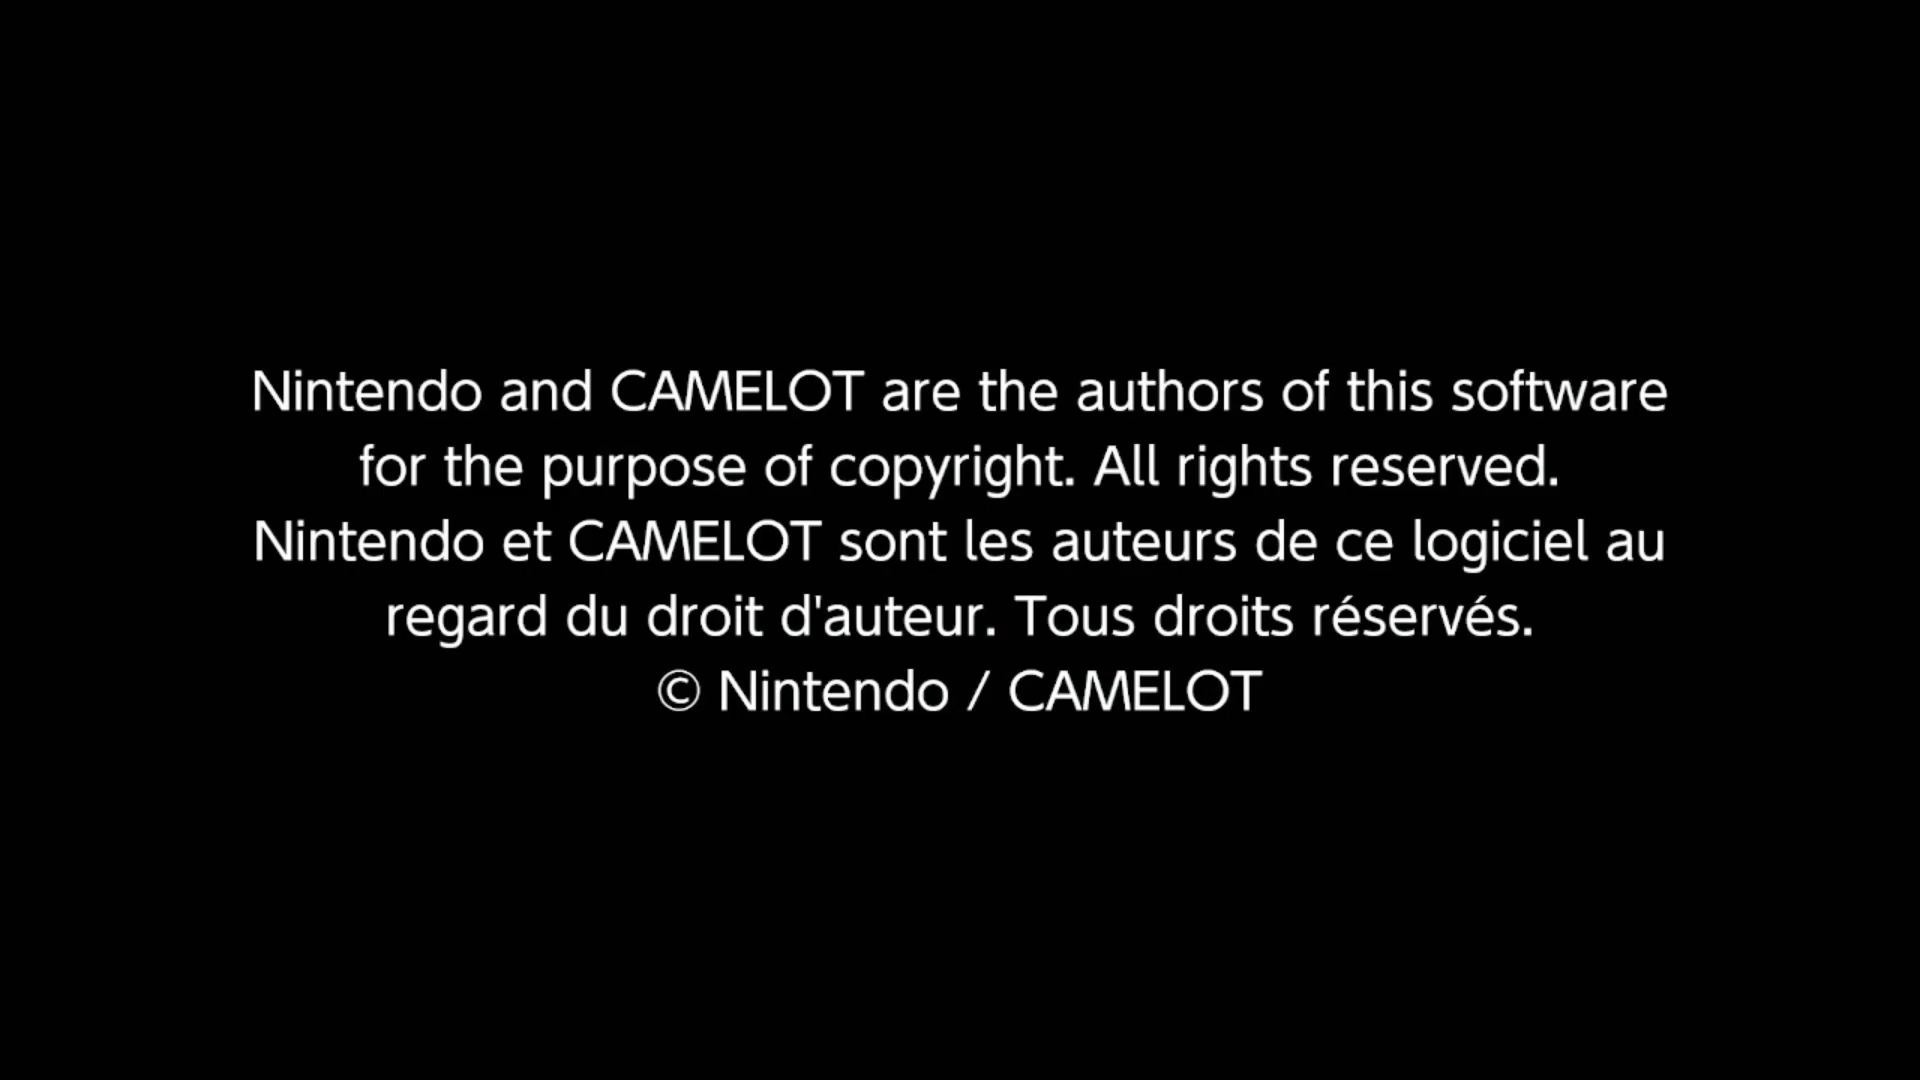 Nintendo and CAMELOT are the authors of this software
for the purpose of copyright. All rights reserved.
Nintendo et CAMELOT sont les auteurs de ce logiciel au
regard du droit d'auteur. Tous droits réservés.
© Nintendo / CAMELOT